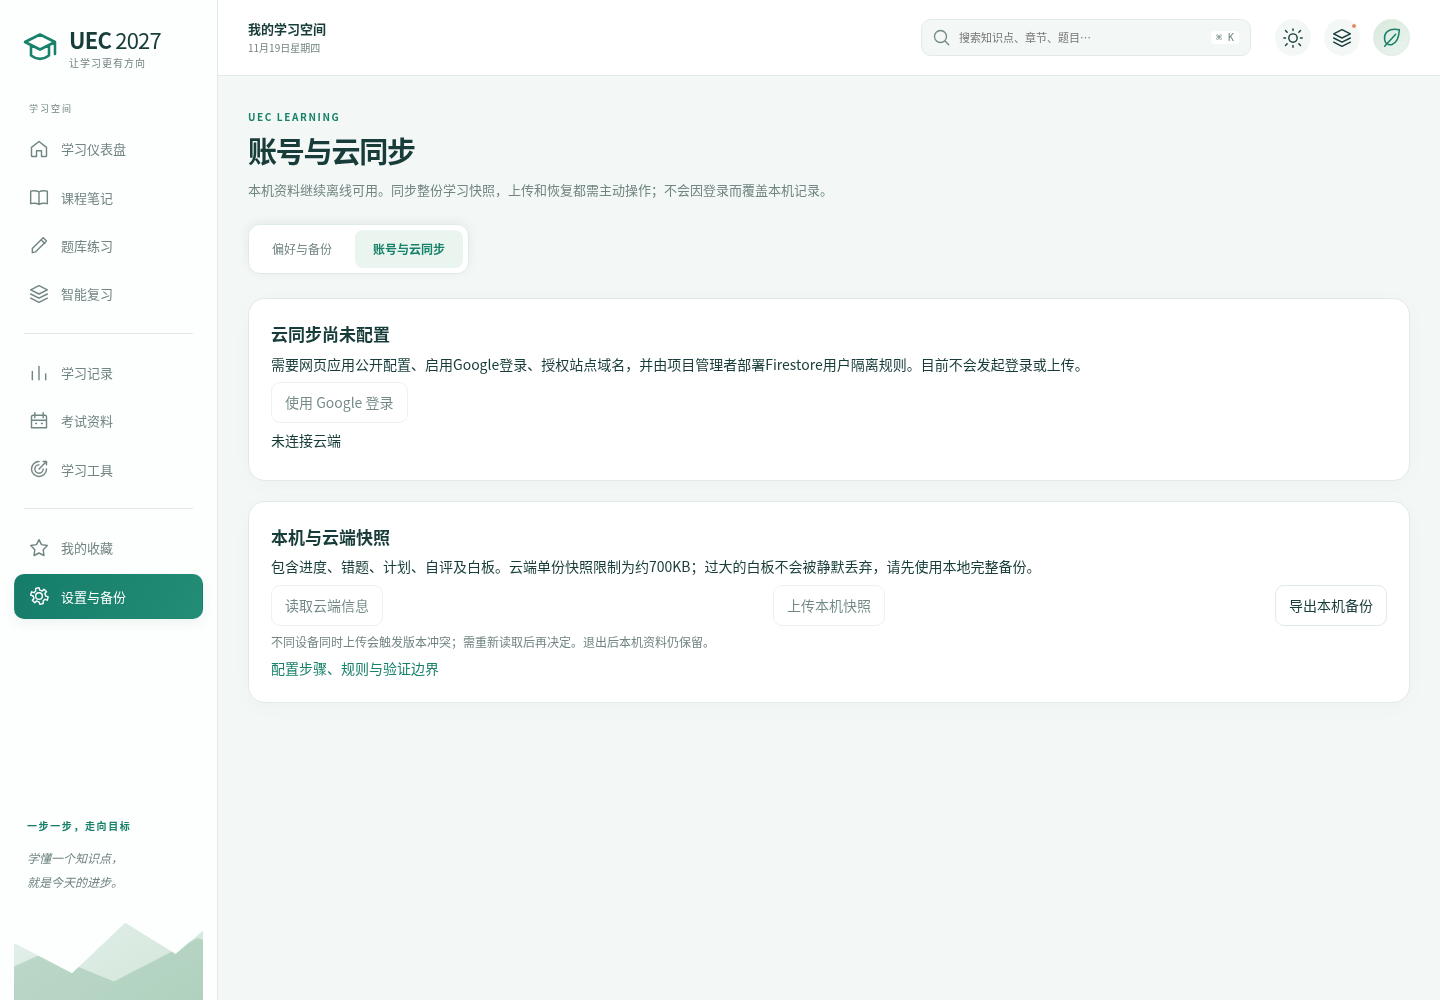 UEC 2027
让学习更有方向
学习空间
学习仪表盘
课程笔记
题库练习
智能复习
学习记录
考试资料
学习工具
我的收藏
设置与备份
一步一步，走向目标
学懂一个知识点，
就是今天的进步。
我的学习空间
11月19日星期四
搜索知识点、章节、题目…
⌘ K
UEC LEARNING
账号与云同步
本机资料继续离线可用。同步整份学习快照，上传和恢复都需主动操作；不会因登录而覆盖本机记录。
偏好与备份
账号与云同步
云同步尚未配置
需要网页应用公开配置、启用Google登录、授权站点域名，并由项目管理者部署Firestore用户隔离规则。目前不会发起登录或上传。
使用 Google 登录
未连接云端
本机与云端快照
包含进度、错题、计划、自评及白板。云端单份快照限制为约700KB；过大的白板不会被静默丢弃，请先使用本地完整备份。
读取云端信息
上传本机快照
导出本机备份
不同设备同时上传会触发版本冲突；需重新读取后再决定。退出后本机资料仍保留。
配置步骤、规则与验证边界